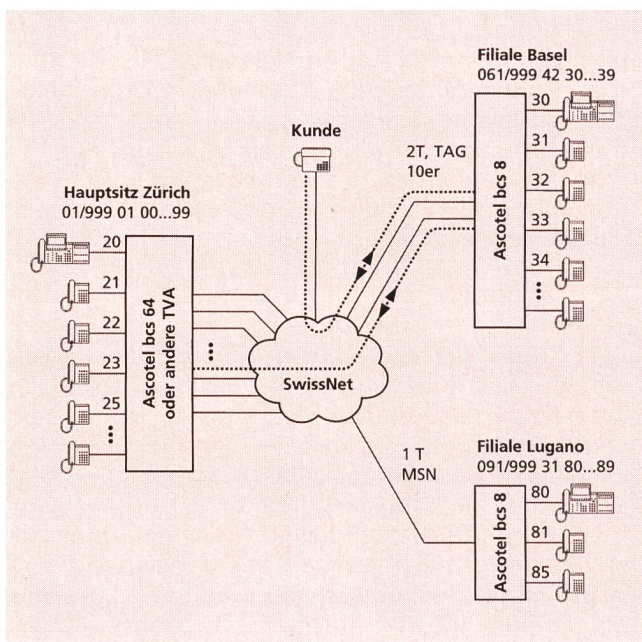 Filiale Basel
061/999 42 30...39
30
31
32
33
34
Ascotel bcs 8
2T, TAG
10er
Kunde
Hauptsitz Zürich
01/999 01 00...99
20
21
22
23
25
Ascotel bcs 64
oder andere TVA
SwissNet
1 T
MSN
Filiale Lugano
091/999 31 80...89
80
81
85
Ascotel bcs 8